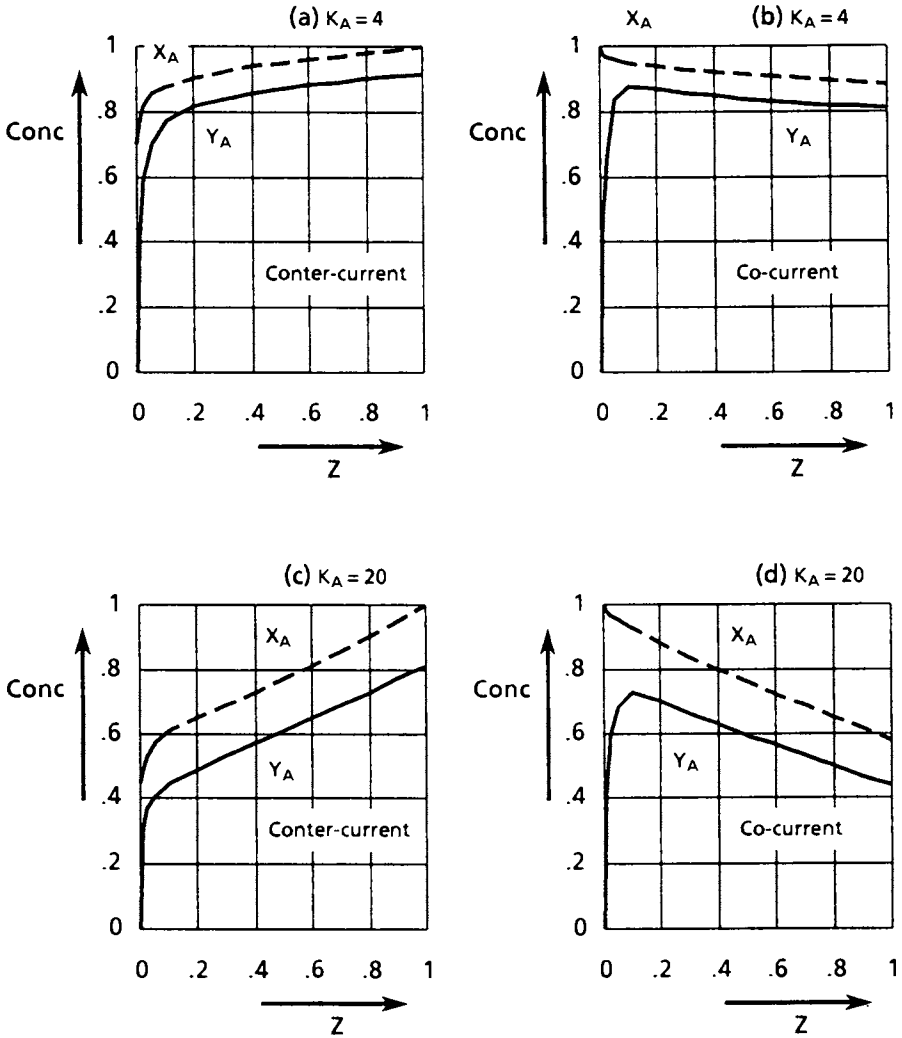 (a) K_A = 4
1
X_A
.8
Conc
Y_A
.6
.4
Conter-current
.2
0
0 .2 .4 .6 .8 1
Z
X_A (b) K_A = 4
1
.8
Conc
Y_A
.6
.4
Co-current
.2
0
0 .2 .4 .6 .8 1
Z
(c) K_A = 20
1
X_A
.8
Conc
.6
Y_A
.4
Conter-current
.2
0
0 .2 .4 .6 .8 1
Z
(d) K_A = 20
1
X_A
.8
Conc
.6
Y_A
.4
Co-current
.2
0
0 .2 .4 .6 .8 1
Z